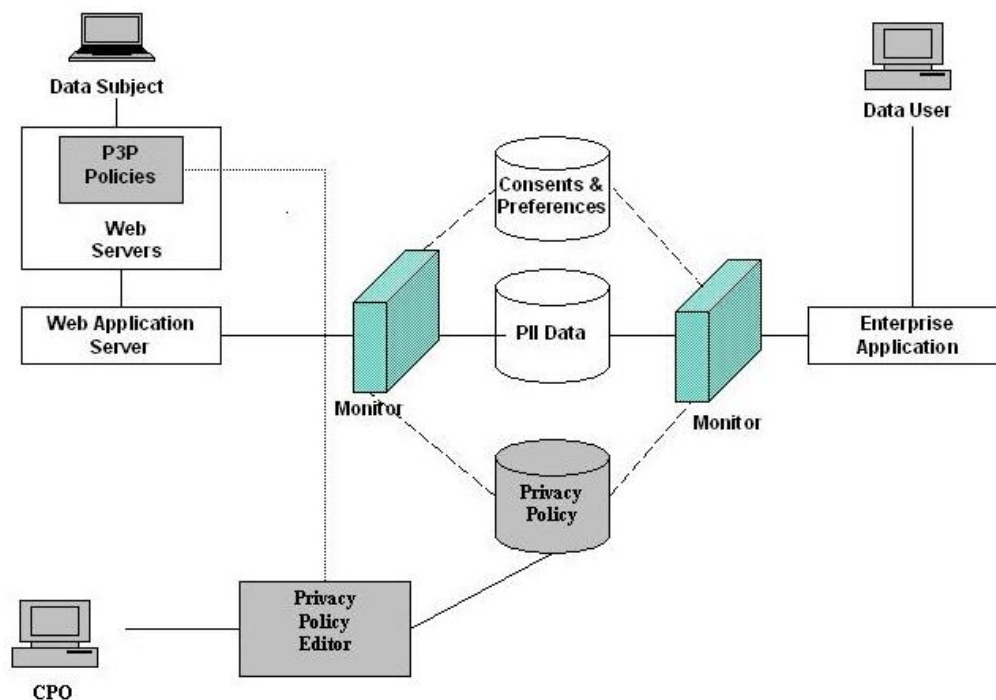 Data Subject
Data User
P3P
Policies
Web
Servers
Consents &
Preferences
Web Application
Server
PII Data
Enterprise
Application
Monitor
Monitor
Privacy
Policy
Privacy
Policy
Editor
CPO